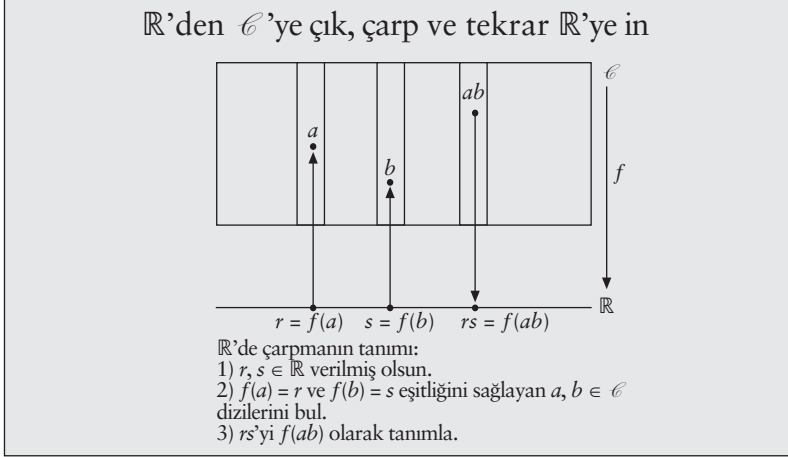 ℝ’den 𝒞’ye çık, çarp ve tekrar ℝ’ye in
𝒞
ab
a
b
f
ℝ
r = f(a) s = f(b) rs = f(ab)
ℝ’de çarpmanın tanımı:
1) r, s ∈ ℝ verilmiş olsun.
2) f(a) = r ve f(b) = s eşitliğini sağlayan a, b ∈ 𝒞
dizilerini bul.
3) rs’yi f(ab) olarak tanımla.